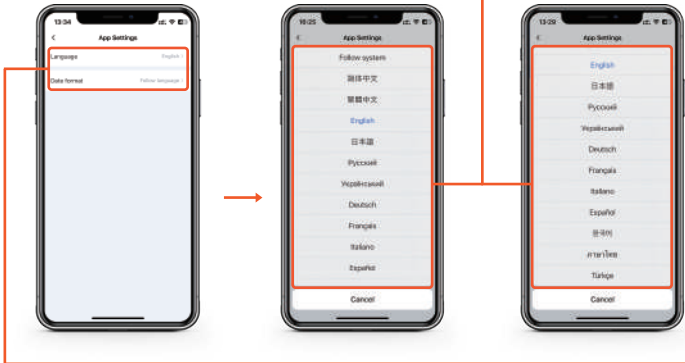 13:34
App Settings
Language English
Date format Follow language
16:25
App Settings
Follow system
简体中文
繁體中文
English
日本語
Русский
Український
Deutsch
Français
Italiano
Español
Cancel
13:29
App Settings
English
日本語
Русский
Український
Deutsch
Français
Italiano
Español
한국어
ภาษาไทย
Türkçe
Cancel